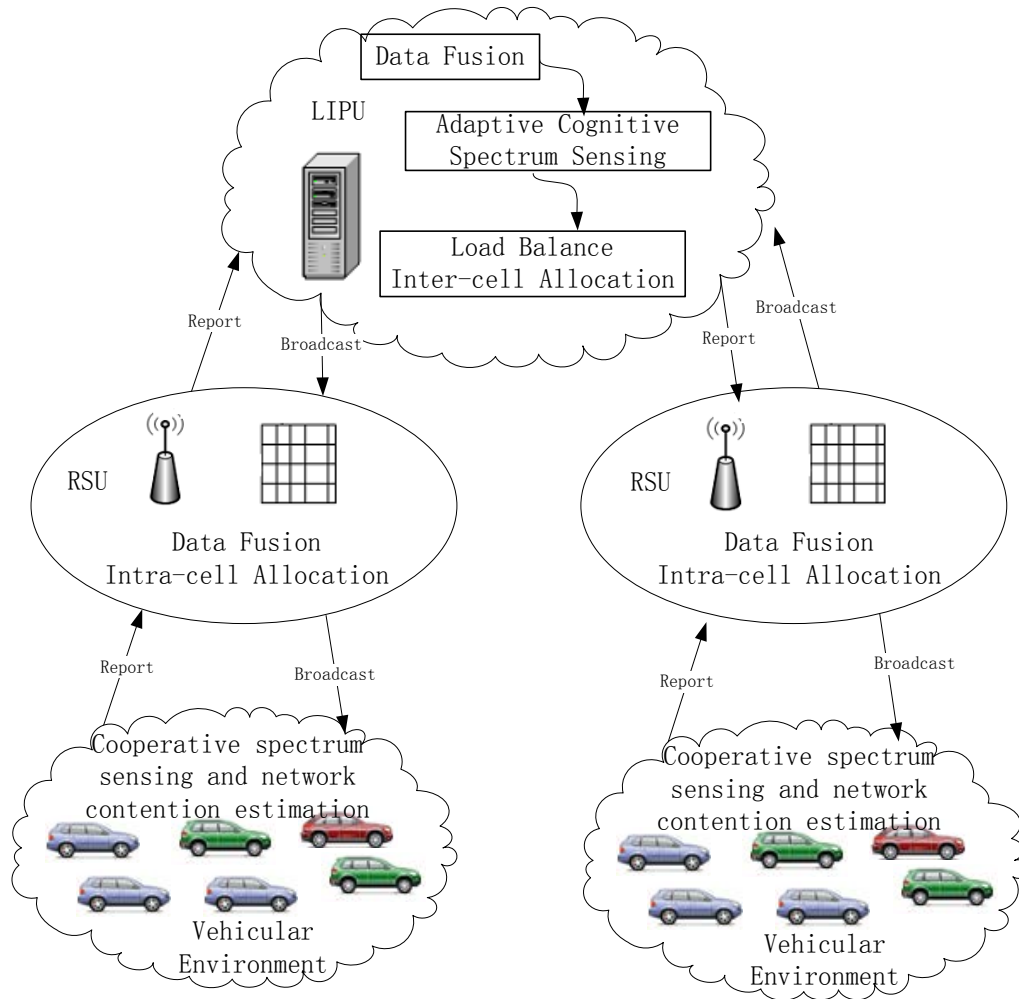 Data Fusion
LIPU
Adaptive Cognitive
Spectrum Sensing
Load Balance
Inter-cell Allocation
Report
Broadcast
Report
Broadcast
RSU
Data Fusion
Intra-cell Allocation
RSU
Data Fusion
Intra-cell Allocation
Report
Broadcast
Report
Broadcast
Cooperative spectrum
sensing and network
contention estimation
Vehicular
Environment
Cooperative spectrum
sensing and network
contention estimation
Vehicular
Environment